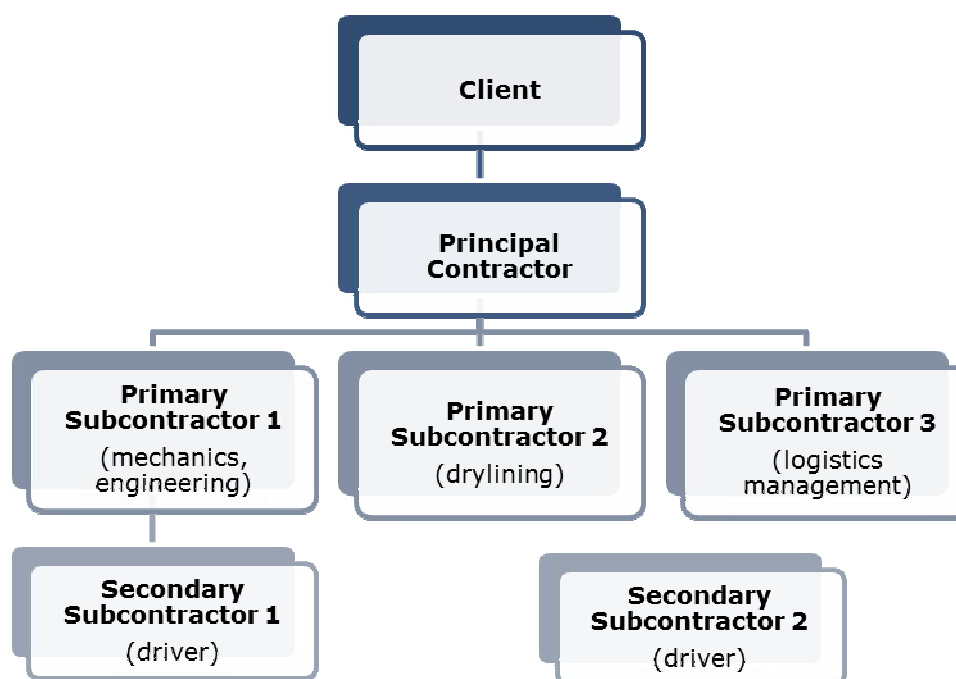 Client
Principal
Contractor
Primary
Subcontractor 1
(mechanics,
engineering)
Primary
Subcontractor 2
(drylining)
Primary
Subcontractor 3
(logistics
management)
Secondary
Subcontractor 1
(driver)
Secondary
Subcontractor 2
(driver)